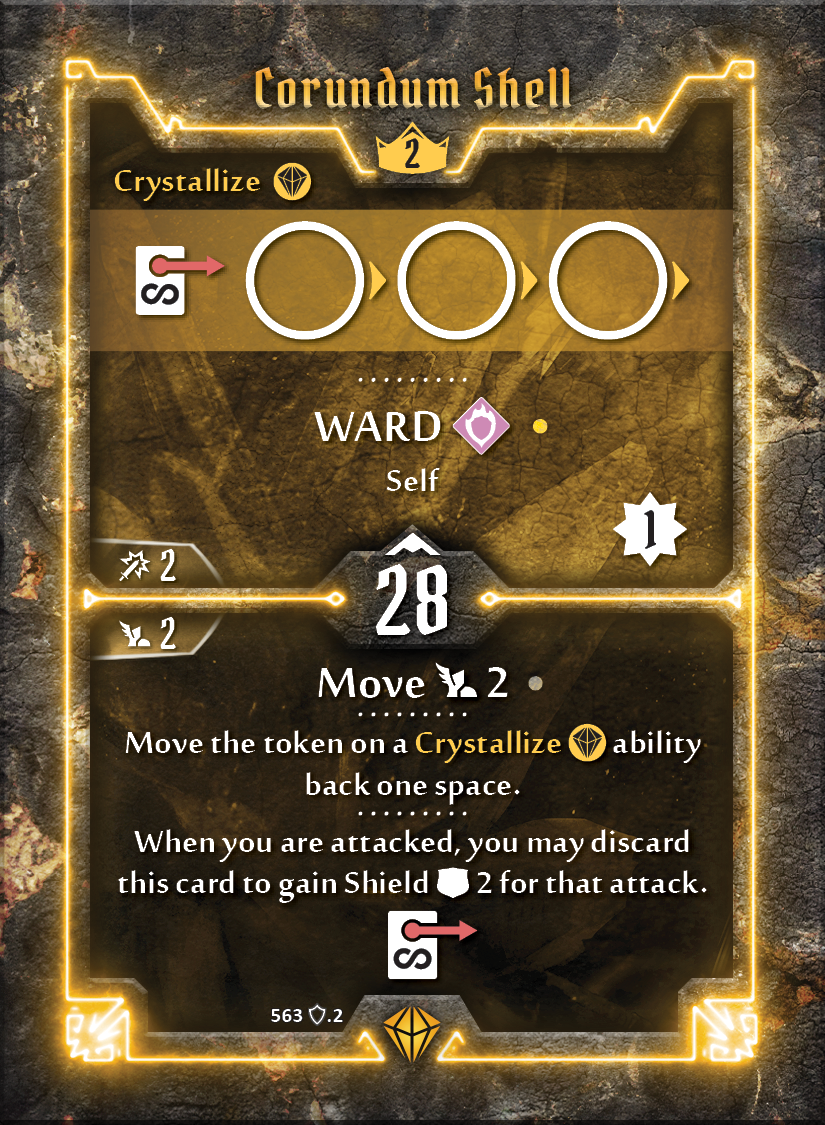 Corundum Shell
2
Crystallize
WARD
Self
1
2
28
2
Move 2
Move the token on a Crystallize ability
back one space.
When you are attacked, you may discard
this card to gain Shield 2 for that attack.
563 .2